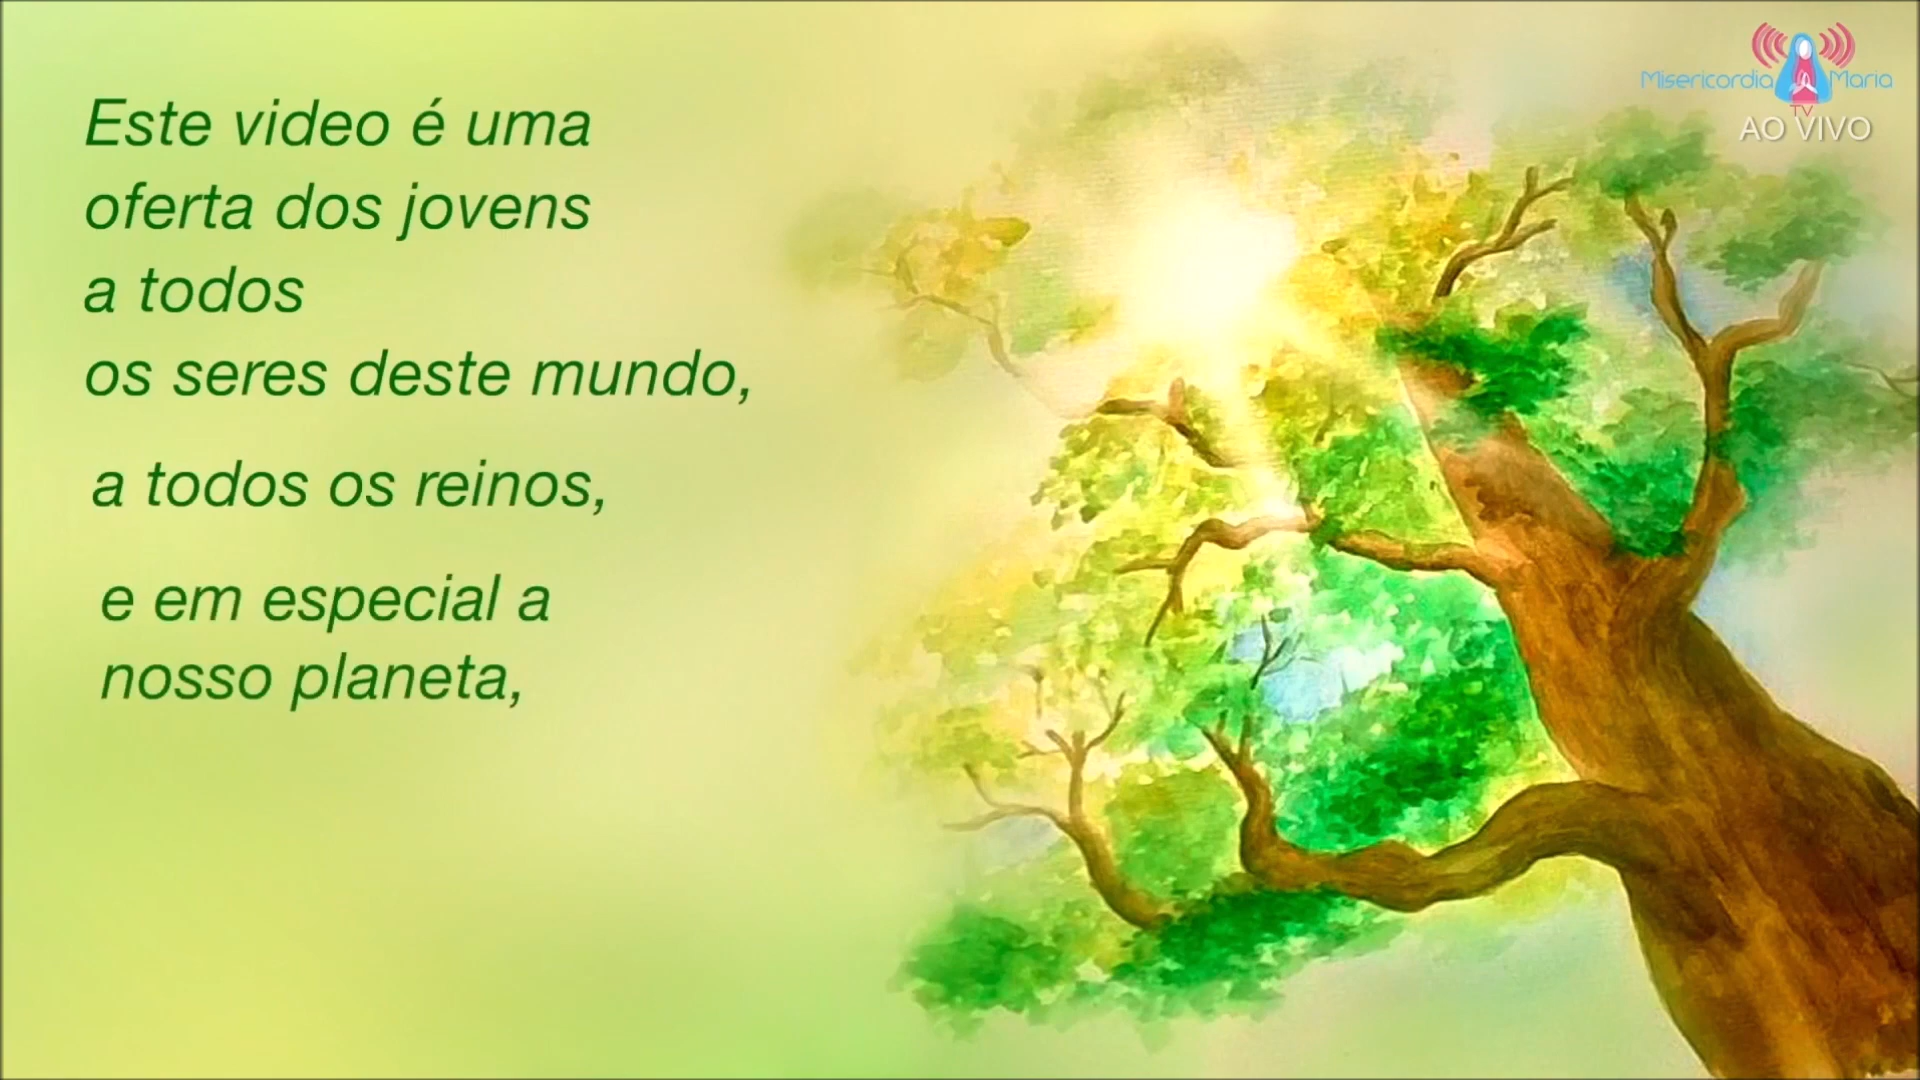 Este video é uma
oferta dos jovens
a todos
os seres deste mundo,
a todos os reinos,
e em especial a
nosso planeta,
Misericordia Maria
TV
AO VIVO